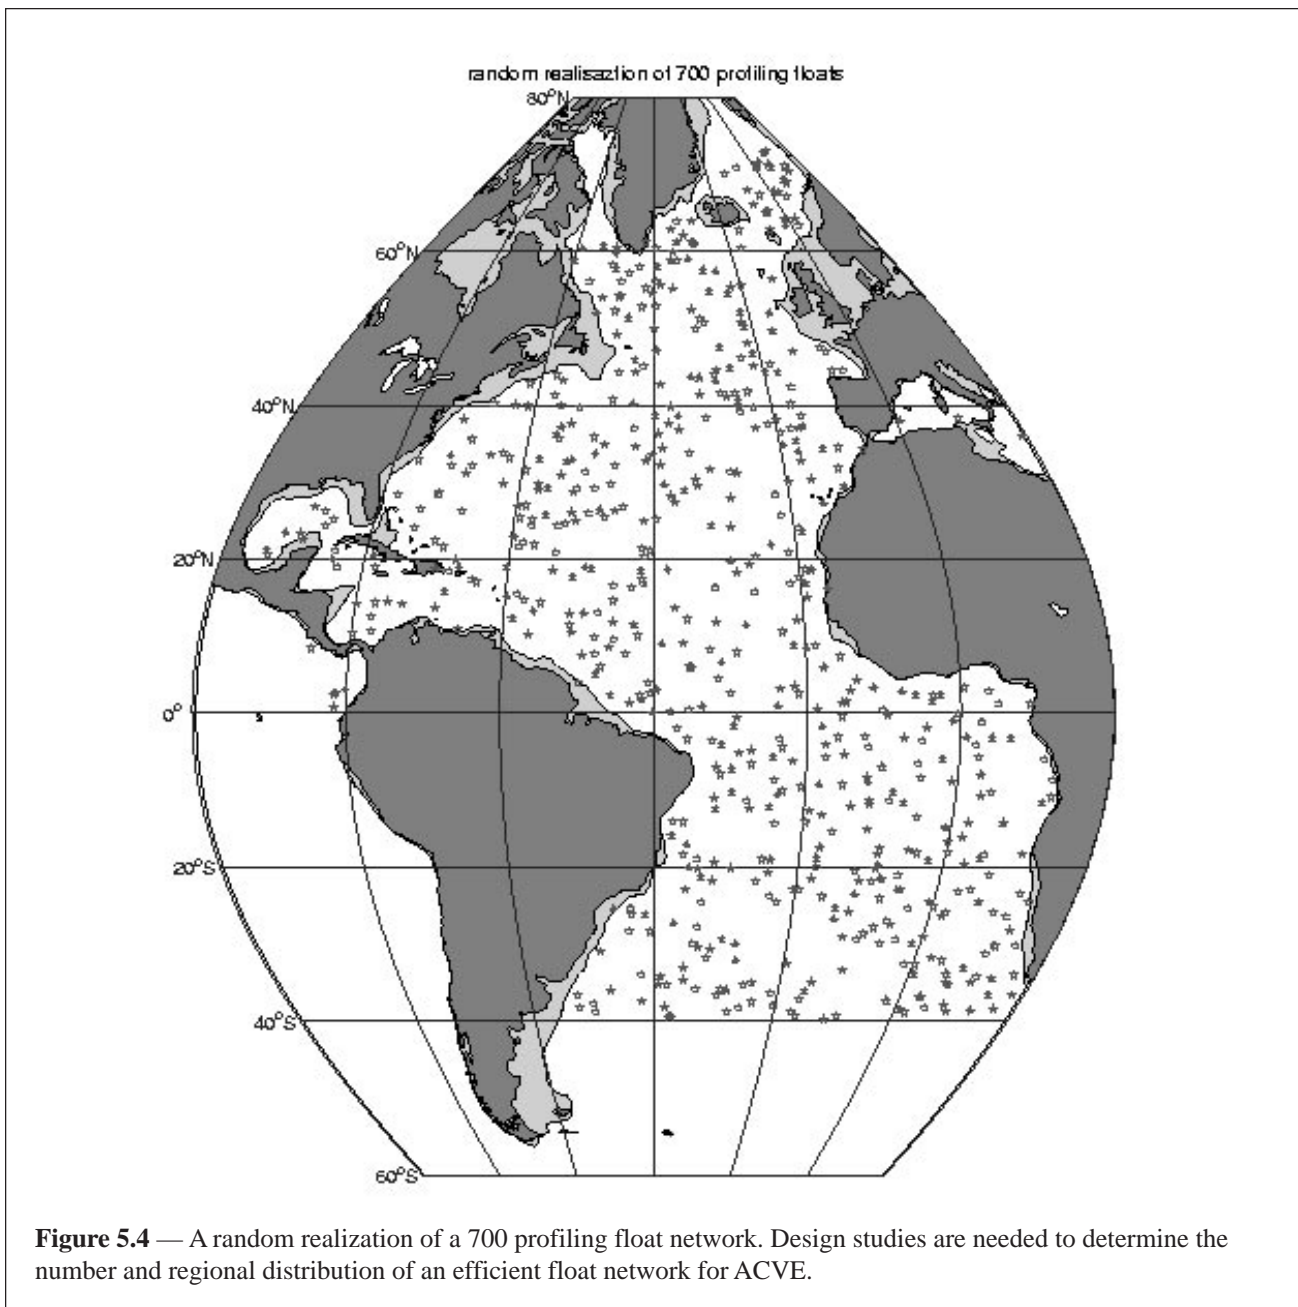 random realisaztion of 700 profiling floats
80°N
60°N
40°N
20°N
0°
20°S
40°S
60°S
Figure 5.4 — A random realization of a 700 profiling float network. Design studies are needed to determine the
number and regional distribution of an efficient float network for ACVE.